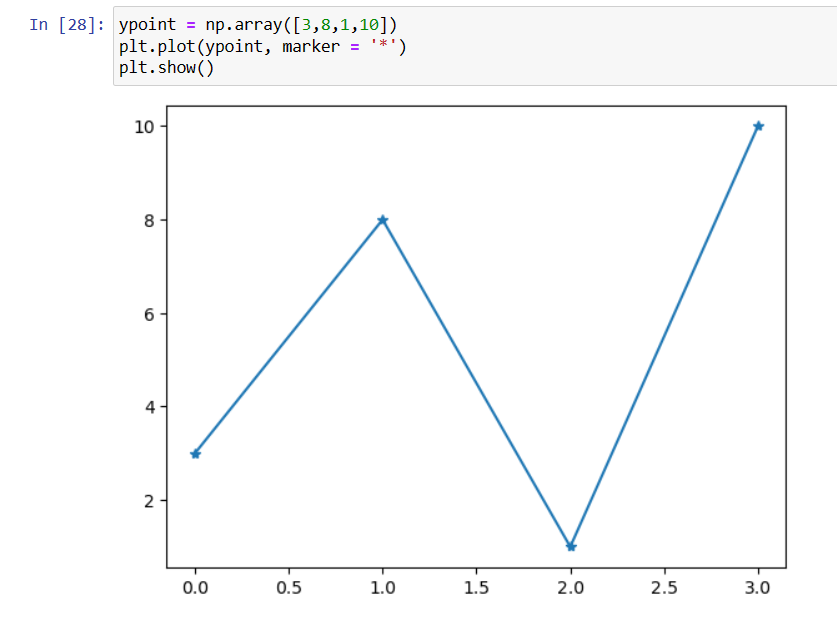 In [28]: ypoint = np.array([3,8,1,10])
plt.plot(ypoint, marker = '*')
plt.show()
10
8
6
4
2
0.0 0.5 1.0 1.5 2.0 2.5 3.0